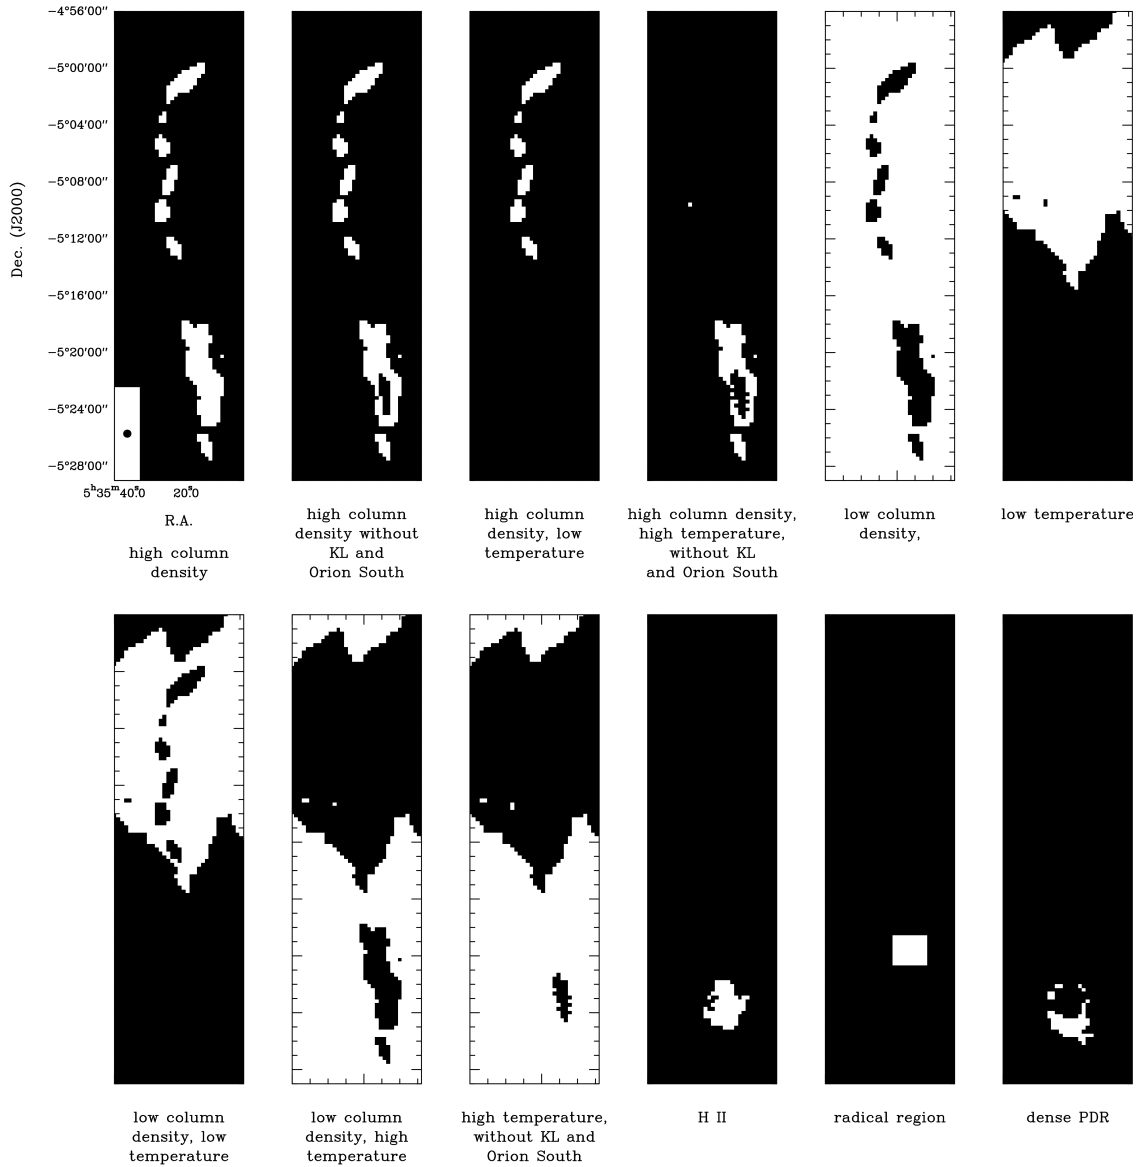 −4°56′00″
−5°00′00″
−5°04′00″
−5°08′00″
−5°12′00″
−5°16′00″
−5°20′00″
−5°24′00″
−5°28′00″
Dec. (J2000)
5ʰ35ᵐ40ˢ.0 20ˢ.0
R.A.
high column
density
high column
density without
KL and
Orion South
high column
density, low
temperature
high column density,
high temperature,
without KL
and Orion South
low column
density,
low temperature
low column
density, low
temperature
low column
density, high
temperature
high temperature,
without KL and
Orion South
H II
radical region
dense PDR